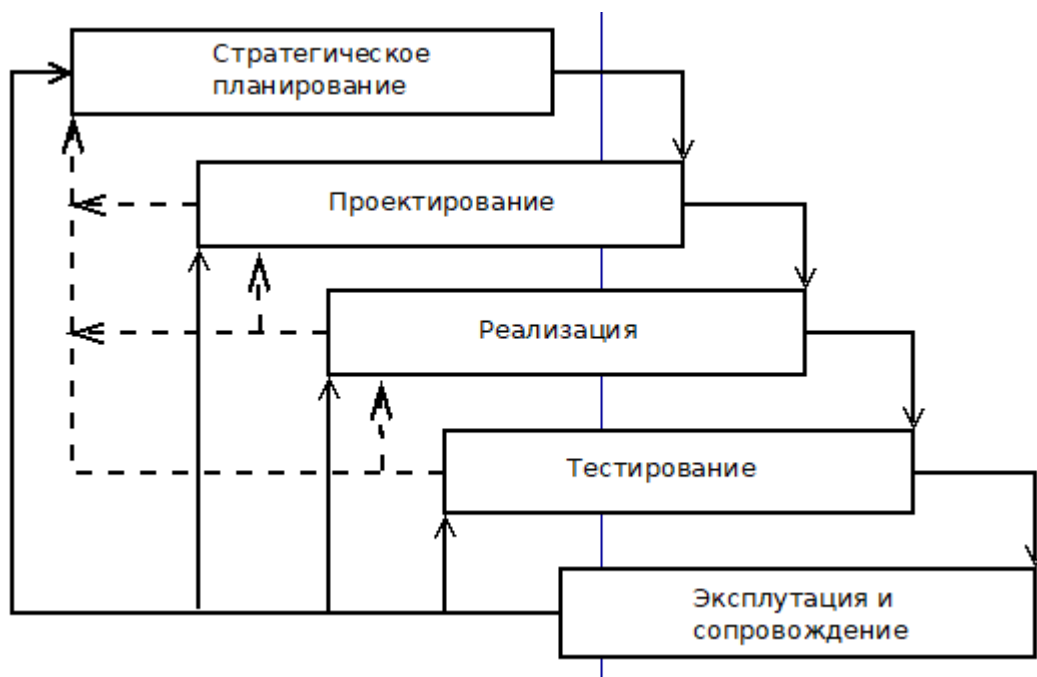 Стратегическое
планирование
Проектирование
Реализация
Тестирование
Эксплутация и
сопровождение